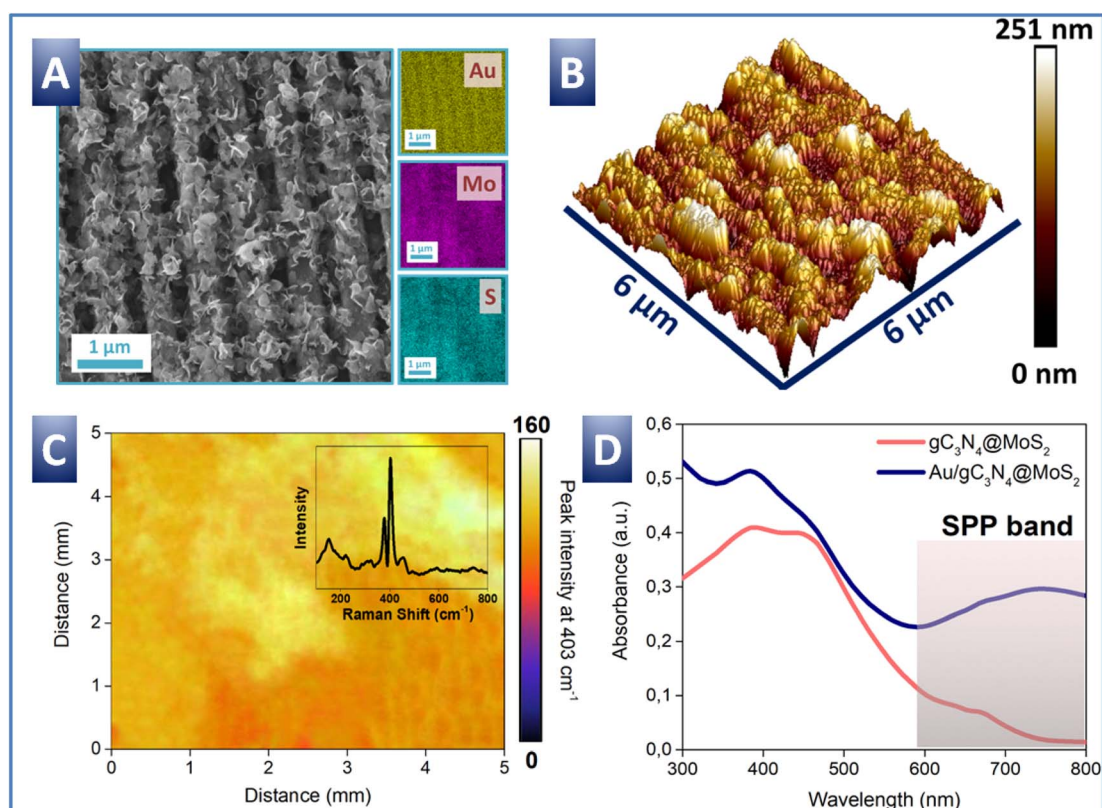 A
1 µm
Au
1 µm
Mo
1 µm
S
1 µm
B
251 nm
0 nm
6 µm
6 µm
C
160
0
Peak intensity at 403 cm⁻¹
5
4
3
2
1
0
Distance (mm)
0 1 2 3 4 5
Distance (mm)
Intensity
200 400 600 800
Raman Shift (cm⁻¹)
D
0,6
0,5
0,4
0,3
0,2
0,1
0,0
Absorbance (a.u.)
gC₃N₄@MoS₂
Au/gC₃N₄@MoS₂
SPP band
300 400 500 600 700 800
Wavelength (nm)